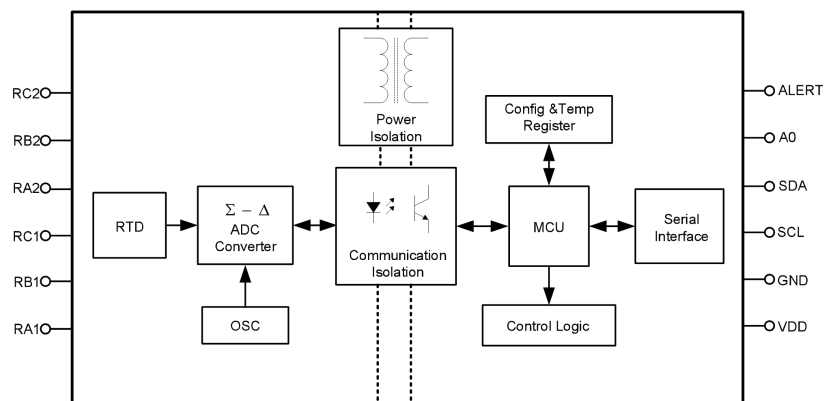 RC2
RB2
RA2
RC1
RB1
RA1
Power
Isolation
Config &Temp
Register
RTD
Σ – Δ
ADC
Converter
Communication
Isolation
MCU
Serial
Interface
OSC
Control Logic
ALERT
A0
SDA
SCL
GND
VDD